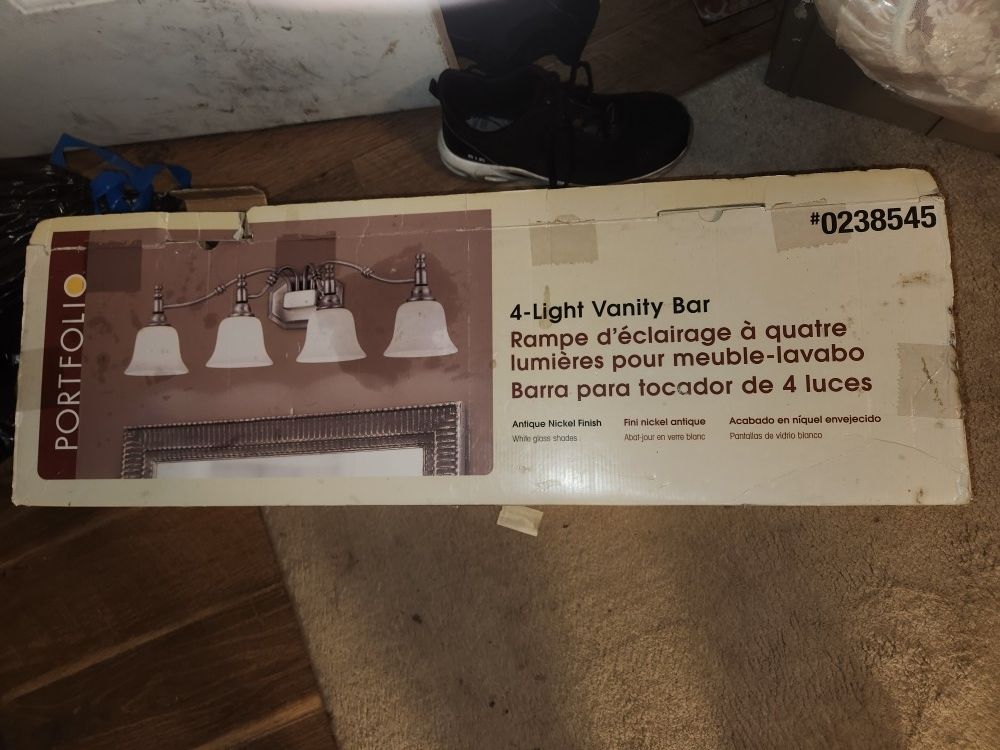 PORTFOLIO
#0238545
4-Light Vanity Bar
Rampe d'éclairage à quatre
lumières pour meuble-lavabo
Barra para tocador de 4 luces
Antique Nickel Finish
White glass shades
Fini nickel antique
Abat-jour en verre blanc
Acabado en níquel envejecido
Pantallas de vidrio blanco